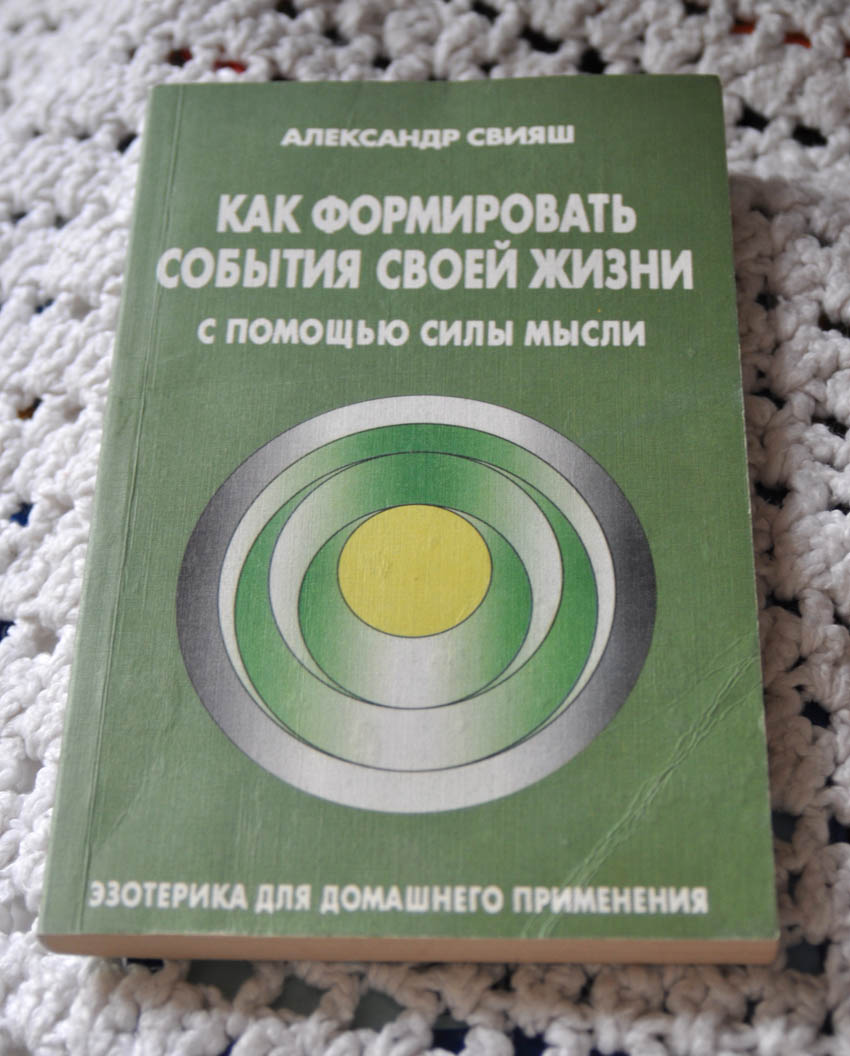 АЛЕКСАНДР СВИЯШ
КАК ФОРМИРОВАТЬ
СОБЫТИЯ СВОЕЙ ЖИЗНИ
С ПОМОЩЬЮ СИЛЫ МЫСЛИ
ЭЗОТЕРИКА ДЛЯ ДОМАШНЕГО ПРИМЕНЕНИЯ